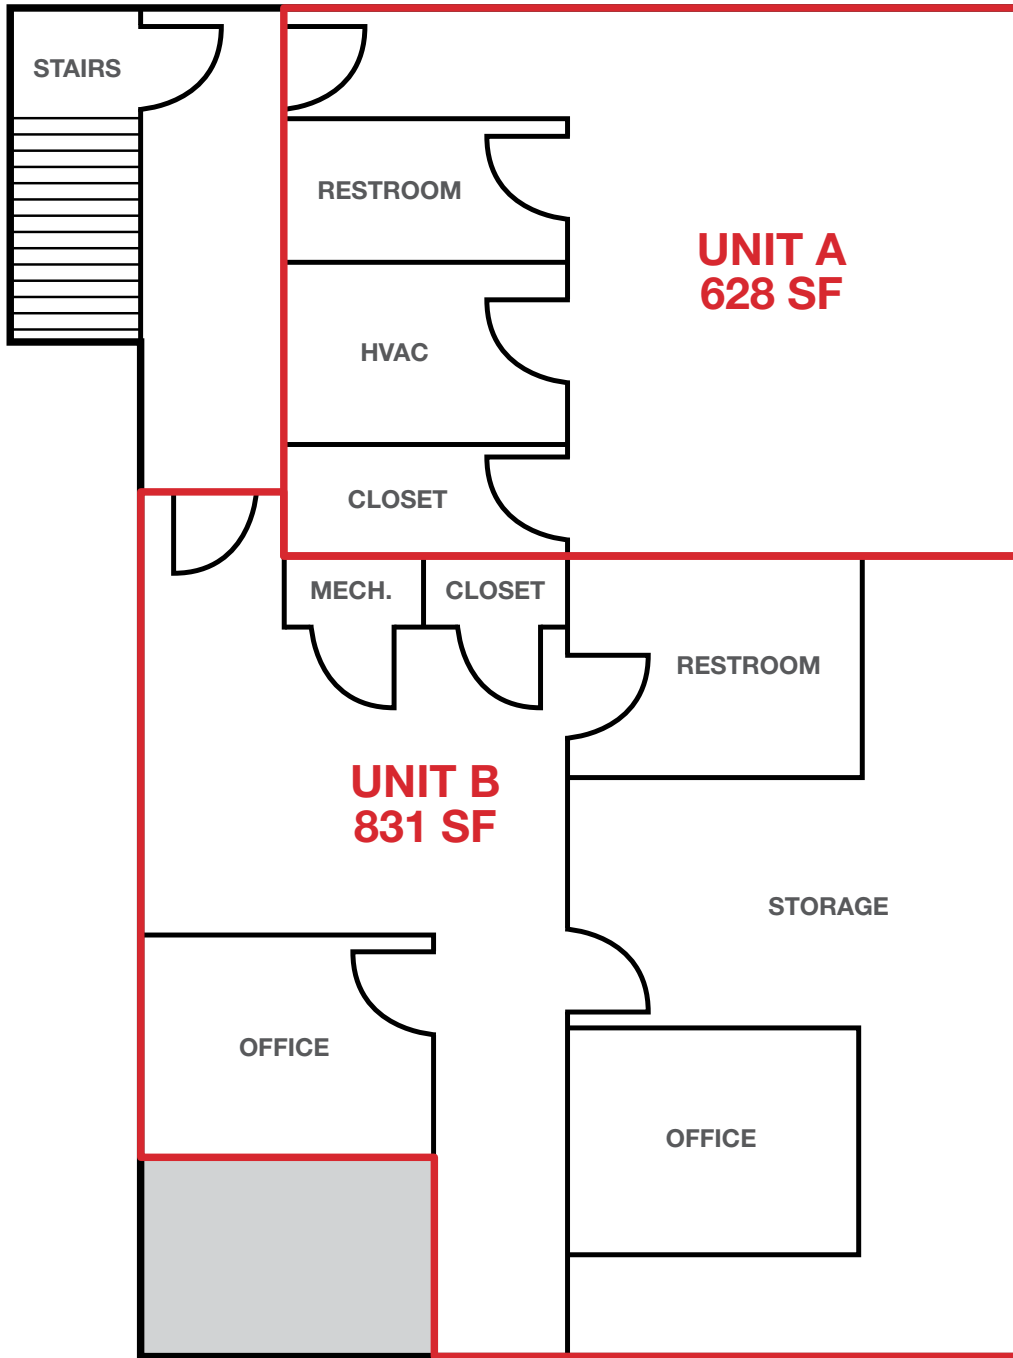 STAIRS
RESTROOM
UNIT A
628 SF
HVAC
CLOSET
MECH.
CLOSET
RESTROOM
UNIT B
831 SF
STORAGE
OFFICE
OFFICE